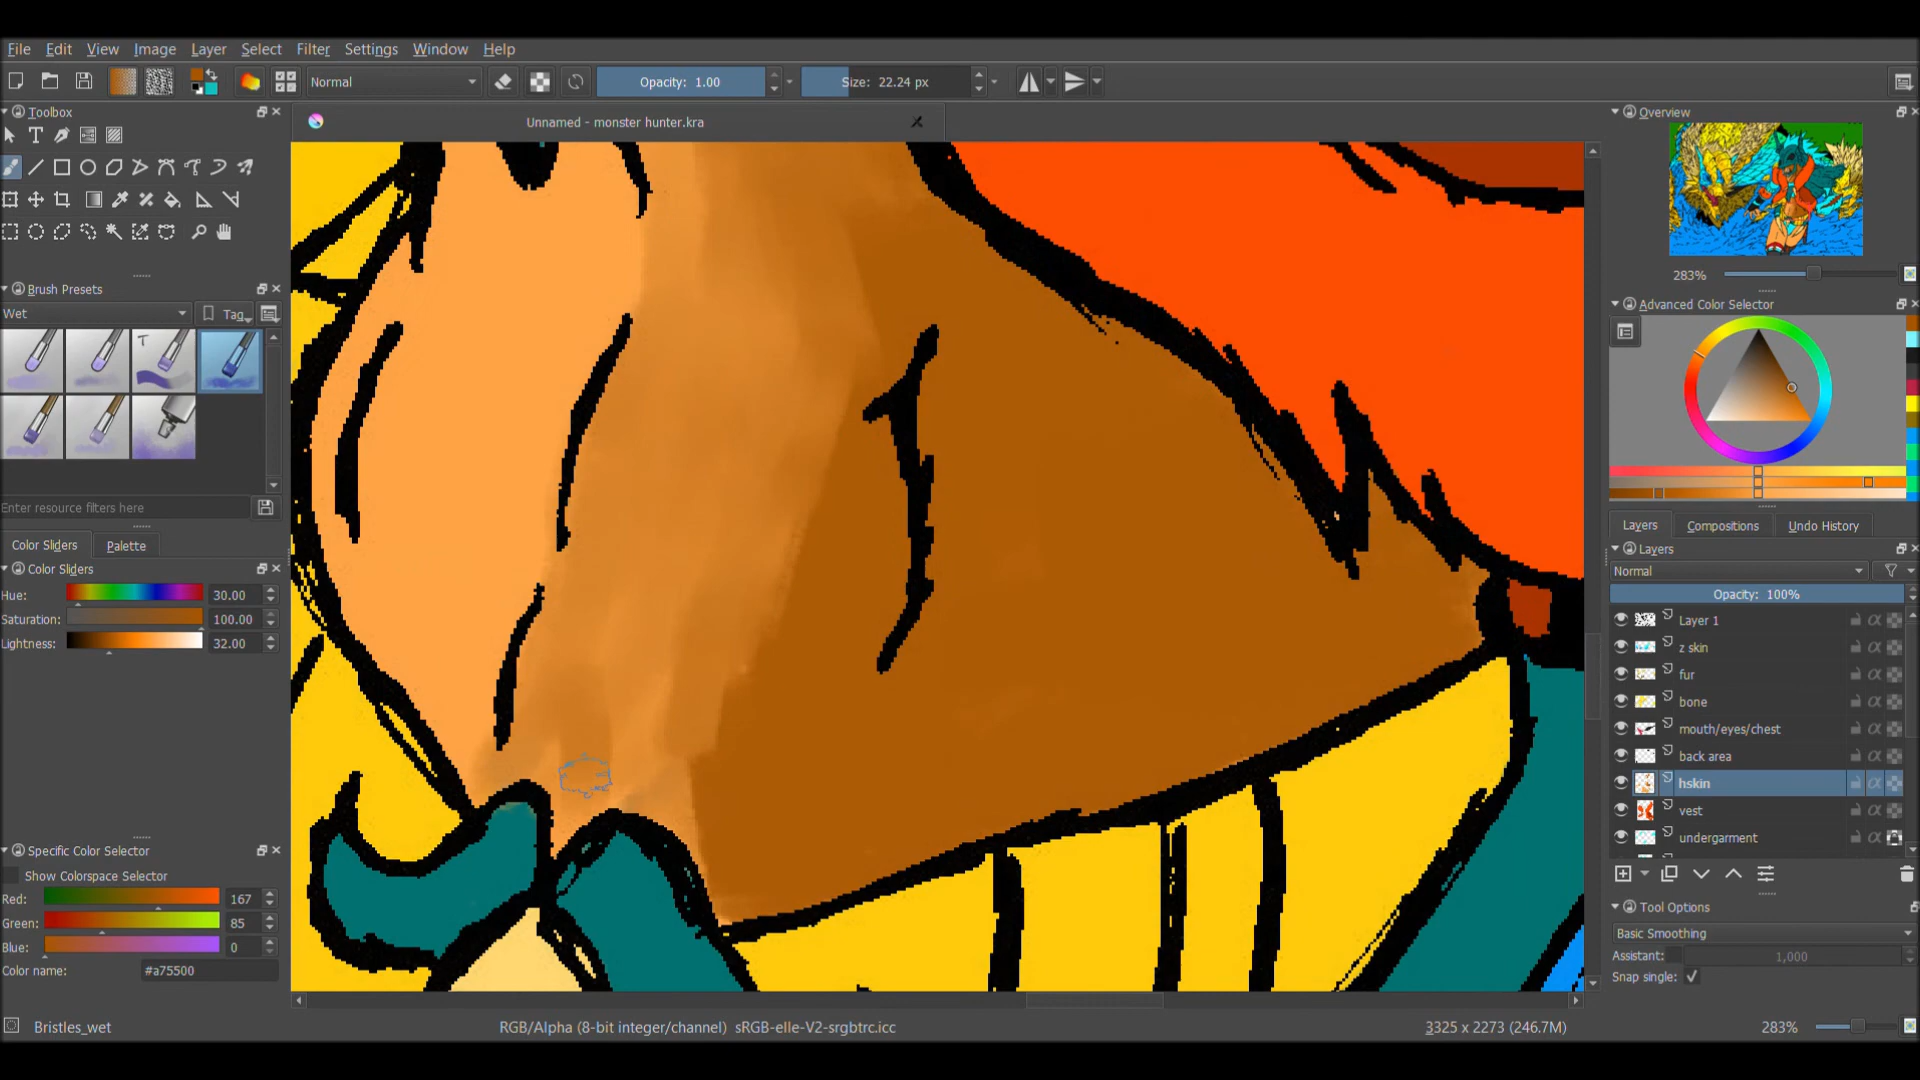 File Edit View Image Layer Select Filter Settings Window Help
Normal
Opacity: 1.00
Size: 22.24 px
Toolbox
Unnamed - monster hunter.kra
Overview
283%
Brush Presets
Wet
Tag
T
Enter resource filters here
Color Sliders Palette
Color Sliders
Hue: 30.00
Saturation: 100.00
Lightness: 32.00
Specific Color Selector
Show Colorspace Selector
Red: 167
Green: 85
Blue: 0
Color name: #a75500
Advanced Color Selector
Layers Compositions Undo History
Layers
Normal
Opacity: 100%
Layer 1
z skin
fur
bone
mouth/eyes/chest
back area
hskin
vest
undergarment
Tool Options
Basic Smoothing
Assistant: 1,000
Snap single:
Bristles_wet
RGB/Alpha (8-bit integer/channel) sRGB-elle-V2-srgbtrc.icc
3325 x 2273 (246.7M)
283%